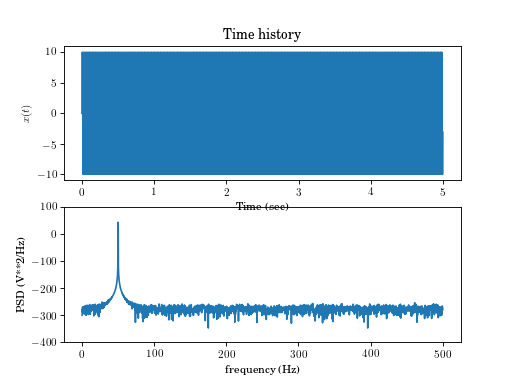 Time history
10
5
0
−5
−10
x(t)
0 1 2 3 4 5
Time (sec)
100
0
−100
−200
−300
−400
PSD (V**2/Hz)
0 100 200 300 400 500
frequency (Hz)